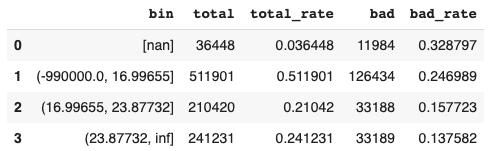 bin total total_rate bad bad_rate
0 [nan] 36448 0.036448 11984 0.328797
1 (-990000.0, 16.99655] 511901 0.511901 126434 0.246989
2 (16.99655, 23.87732] 210420 0.21042 33188 0.157723
3 (23.87732, inf] 241231 0.241231 33189 0.137582